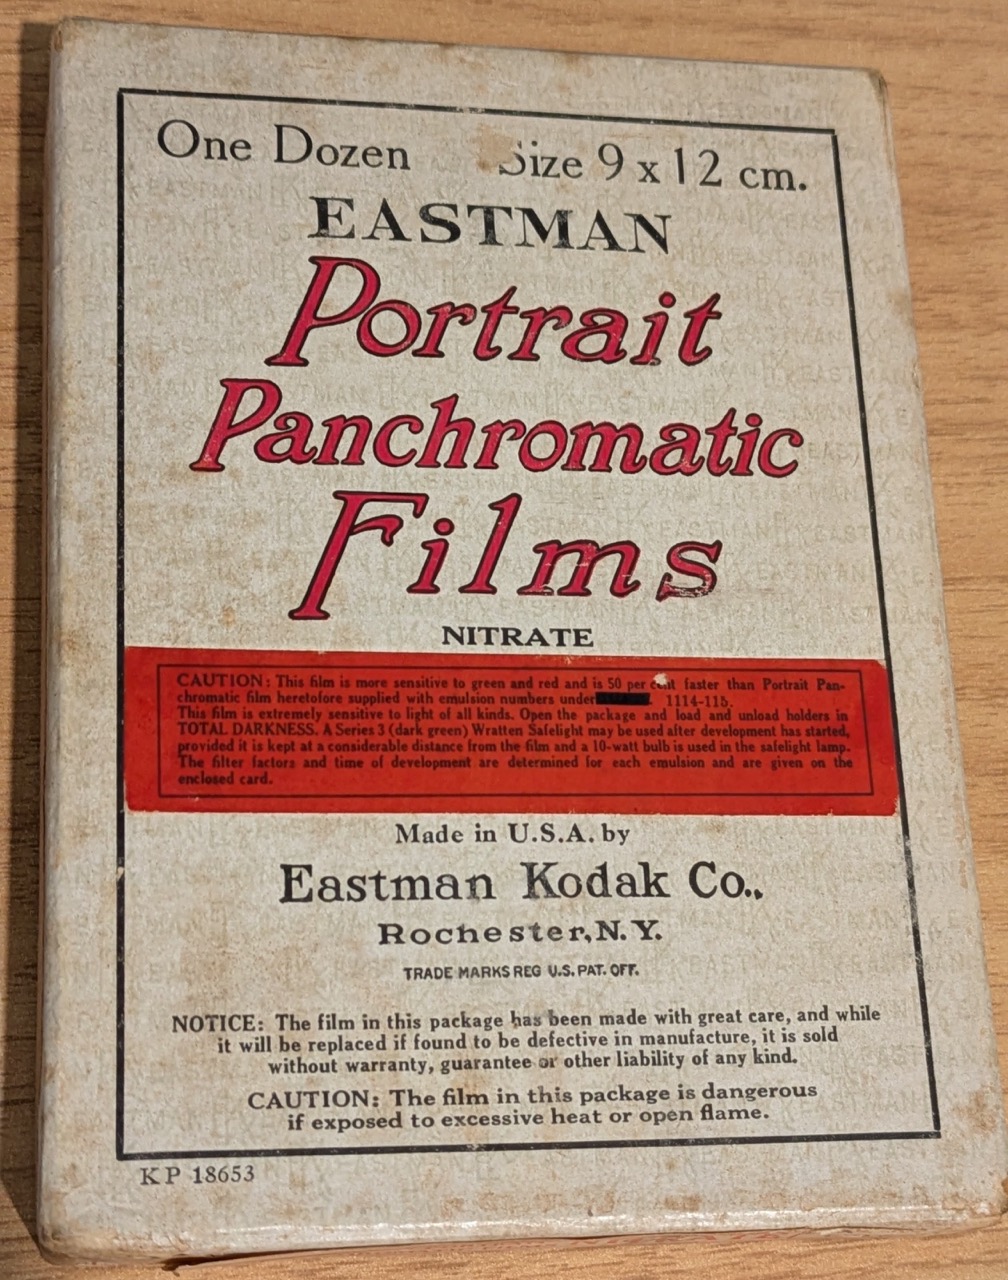 One Dozen Size 9 x 12 cm.
EASTMAN
Portrait
Panchromatic
Films
NITRATE
CAUTION: This film is more sensitive to green and red and is 50 per cent faster than Portrait Pan-
chromatic film heretofore supplied with emulsion numbers under 1114-115.
This film is extremely sensitive to light of all kinds. Open the package and load and unload holders in
TOTAL DARKNESS. A Series 3 (dark green) Wratten Safelight may be used after development has started,
provided it is kept at a considerable distance from the film and a 10-watt bulb is used in the safelight lamp.
The filter factors and time of development are determined for each emulsion and are given on the
enclosed card.
Made in U.S.A. by
Eastman Kodak Co.,
Rochester, N.Y.
TRADE MARKS REG U.S. PAT. OFF.
NOTICE: The film in this package has been made with great care, and while
it will be replaced if found to be defective in manufacture, it is sold
without warranty, guarantee or other liability of any kind.
CAUTION: The film in this package is dangerous
if exposed to excessive heat or open flame.
K P 18653